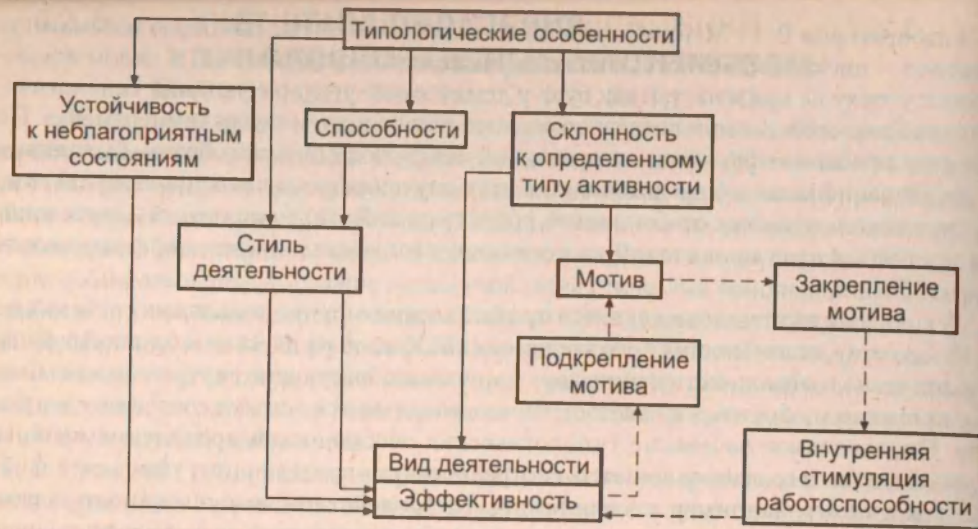 Типологические особенности
Устойчивость
к неблагоприятным
состояниям
Способности
Склонность
к определенному
типу активности
Стиль
деятельности
Мотив
Закрепление
мотива
Подкрепление
мотива
Вид деятельности
Эффективность
Внутренняя
стимуляция
работоспособности